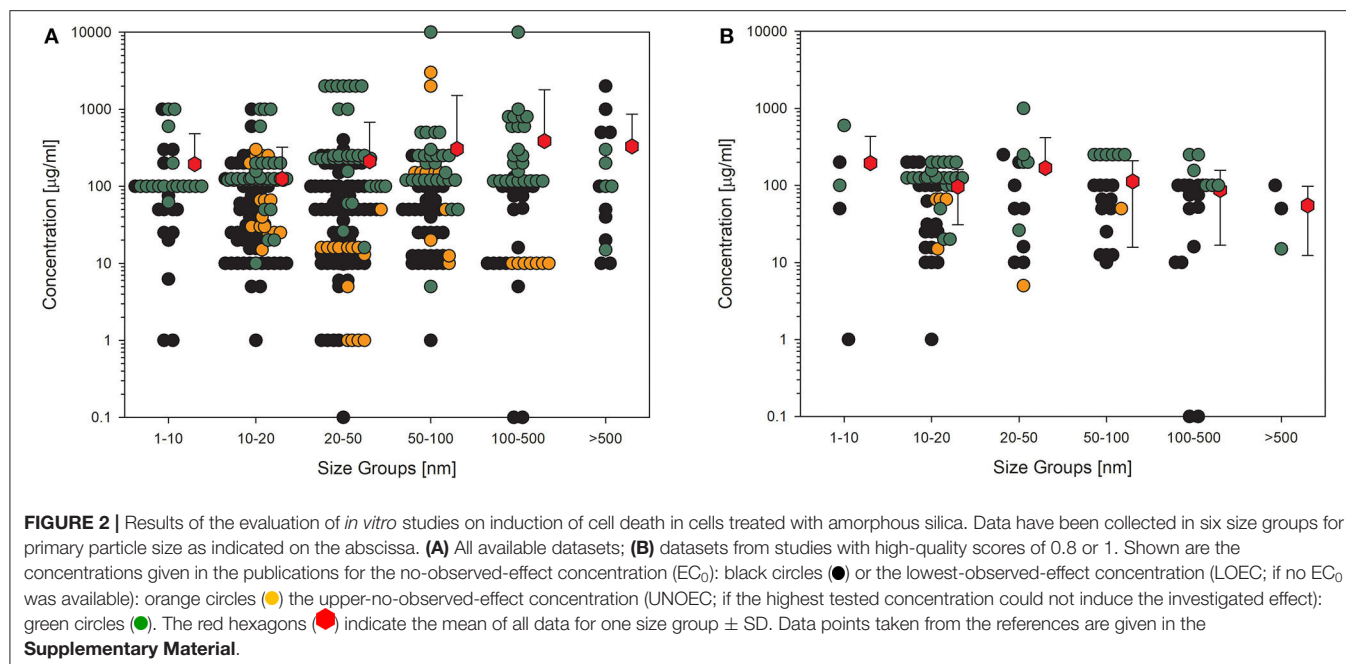 A
10000
1000
100
10
1
0.1
Concentration [µg/ml]
1-10 10-20 20-50 50-100 100-500 >500
Size Groups [nm]
B
10000
1000
100
10
1
0.1
Concentration [µg/ml]
1-10 10-20 20-50 50-100 100-500 >500
Size Groups [nm]
FIGURE 2 | Results of the evaluation of in vitro studies on induction of cell death in cells treated with amorphous silica. Data have been collected in six size groups for
primary particle size as indicated on the abscissa. (A) All available datasets; (B) datasets from studies with high-quality scores of 0.8 or 1. Shown are the
concentrations given in the publications for the no-observed-effect concentration (EC₀): black circles (●) or the lowest-observed-effect concentration (LOEC; if no EC₀
was available): orange circles (●) the upper-no-observed-effect concentration (UNOEC; if the highest tested concentration could not induce the investigated effect):
green circles (●). The red hexagons (⬢) indicate the mean of all data for one size group ± SD. Data points taken from the references are given in the
Supplementary Material.